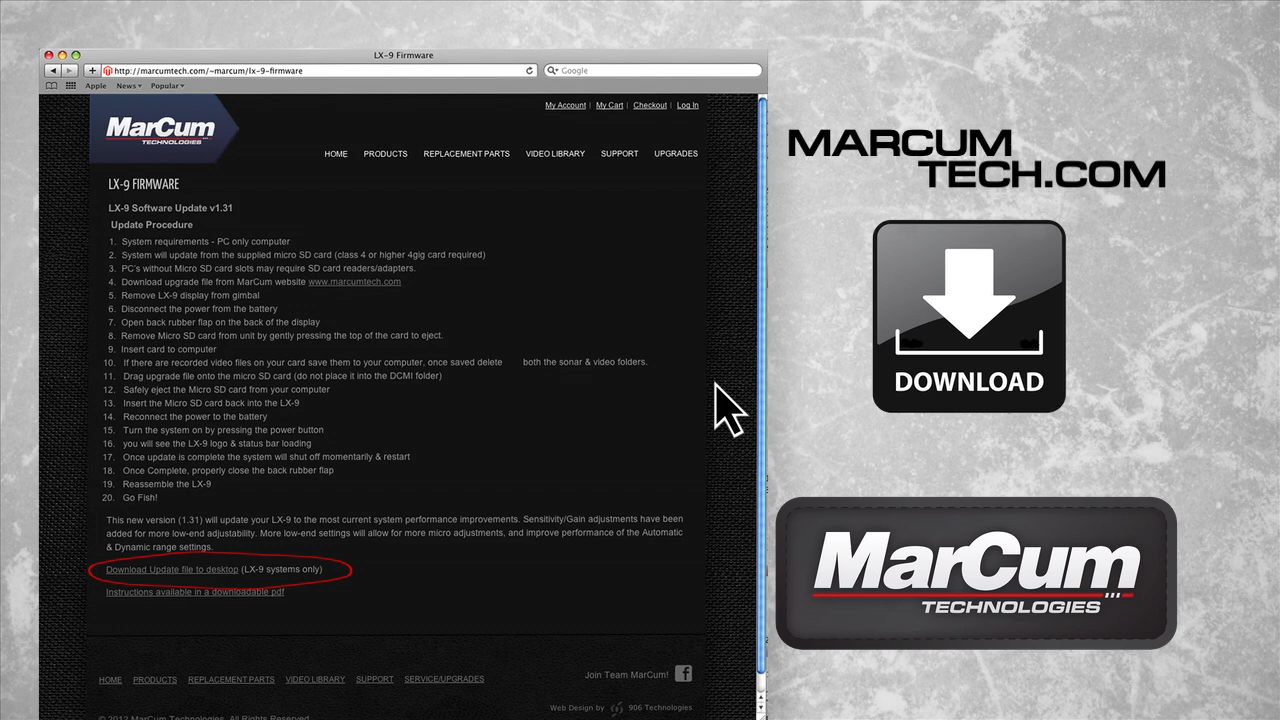 LX-9 Firmware
http://marcumtech.com/~marcum/lx-9-firmware
Google
Apple News Popular
My Account | My Cart | Checkout | Log In
MarCum
TECHNOLOGIES
HOME PRODUCTS REPLACEMENT PARTS VIDEO LIBRARY SUPPORT UPGRADES
LX-9 FIRMWARE
LX-9 Software Update v1.31
Update Procedure
1. System requirements - PC only computer
2. System will update from the supplied micro SD card (class 4 or higher 4gig card required)
3. PC's without Micro SD card slots may require SD card readers/adapters.
4. Download upgrade file from MarCum website www.marcumtech.com
5. Remove LX-9 display from gimbal
6. Disconnect the power from the battery
7. Open back rubber flap on the back of the display
8. Remove Micro SD card from unit by gently pressing the top of the card to eject.
9. Insert card to computer
10. If there are recorded video files on your card save them to your computer, once saved delete both the sonar & video folders.
11. Drag upgrade file onto the micro SD card (do not place it into the DCMI folder)
12. Safely eject the Micro SD card from your computer
13. Insert the Micro SD card back into the LX-9
14. Reconnect the power to the battery
15. Turn the system on by pressing the power button
16. you will see the LX-9 logo & status bar loading
17. Once update is complete the system will shut off momentarily & restart
18. Once Complete, properly close the back rubber flap
19. Reassemble the LX-9
20. Go Fish!
This new version (1.31) will update your LX-9 to the most current system performance improvements. Sensitivity/Gain adjustments have been
added for more low-end adjustability. More low-end settings will allow for more micro adjustments, and improve performance of the Automatic
& Dynamic range settings.
Download Update file to desktop (LX-9 systems only)
Instructions available in a downloadable pdf
HOME PRODUCTS REPLACEMENT PARTS VIDEO LIBRARY SUPPORT SERVICE/UPGRADES
Join Team MarCum! f
Web Design by 906 Technologies
© 2012 MarCum Technologies. All Rights Reserved
MARCUM
TECH.COM
DOWNLOAD
MarCum
TECHNOLOGIES